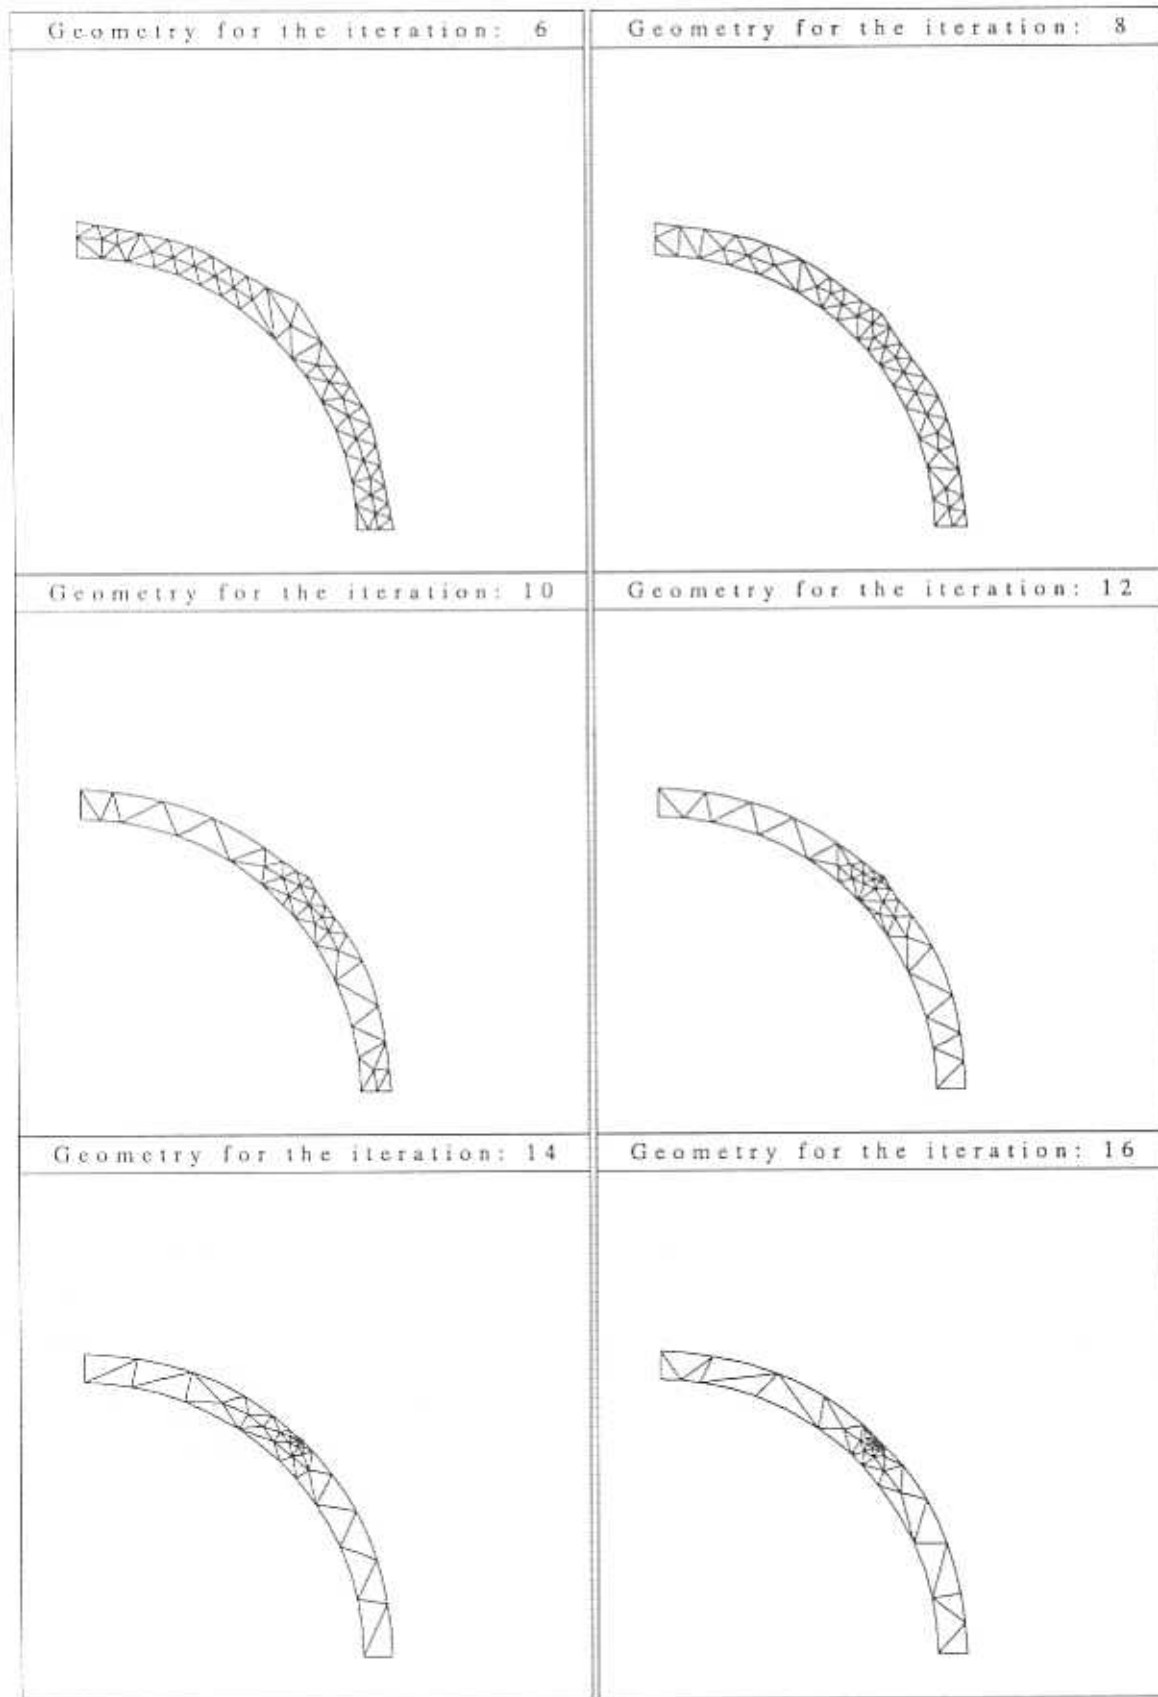 Geometry for the iteration: 6
Geometry for the iteration: 8
Geometry for the iteration: 10
Geometry for the iteration: 12
Geometry for the iteration: 14
Geometry for the iteration: 16